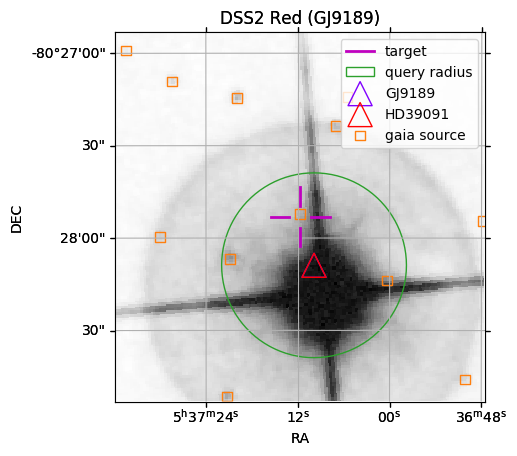 DSS2 Red (GJ9189)
target
query radius
GJ9189
HD39091
gaia source
-80°27'00"
30"
28'00"
30"
DEC
5ʰ37ᵐ24ˢ
12ˢ
00ˢ
36ᵐ48ˢ
RA